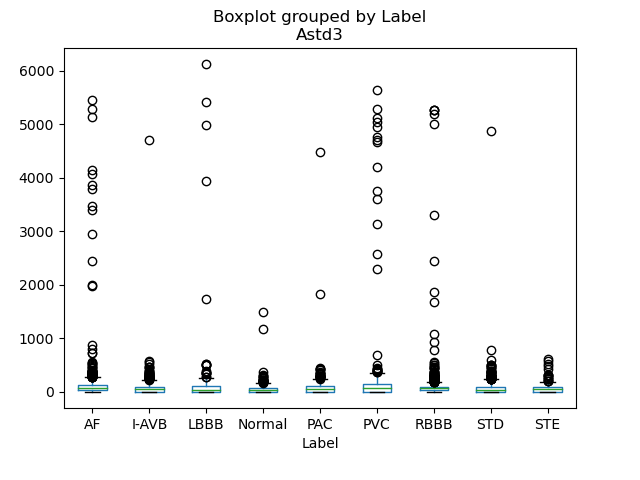 Boxplot grouped by Label
Astd3
6000
5000
4000
3000
2000
1000
0
AF I-AVB LBBB Normal PAC PVC RBBB STD STE
Label